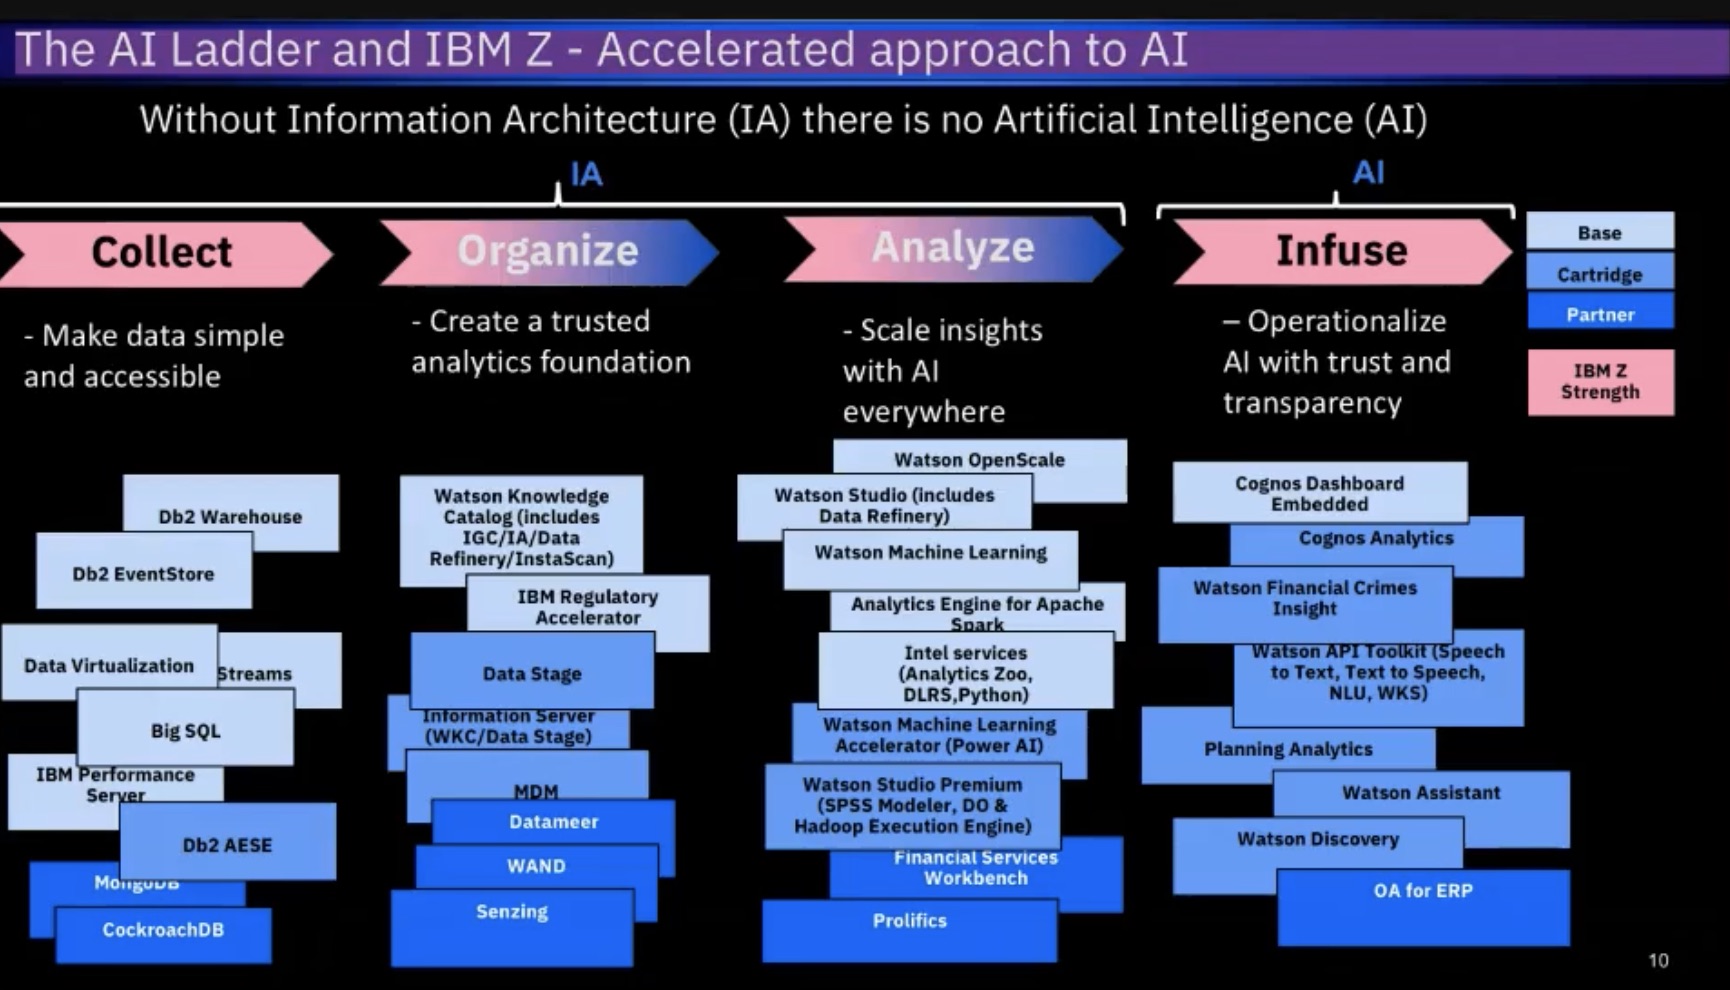 The AI Ladder and IBM Z - Accelerated approach to AI
Without Information Architecture (IA) there is no Artificial Intelligence (AI)
IA
AI
Collect
Organize
Analyze
Infuse
Base
Cartridge
Partner
IBM Z
Strength
- Make data simple
and accessible
- Create a trusted
analytics foundation
- Scale insights
with AI
everywhere
– Operationalize
AI with trust and
transparency
Db2 Warehouse
Db2 EventStore
Data Virtualization
Streams
Big SQL
IBM Performance
Server
Db2 AESE
MongoDB
CockroachDB
Watson Knowledge
Catalog (includes
IGC/IA/Data
Refinery/InstaScan)
IBM Regulatory
Accelerator
Data Stage
Information Server
(WKC/Data Stage)
MDM
Datameer
WAND
Senzing
Watson OpenScale
Watson Studio (includes
Data Refinery)
Watson Machine Learning
Analytics Engine for Apache
Spark
Intel services
(Analytics Zoo,
DLRS,Python)
Watson Machine Learning
Accelerator (Power AI)
Watson Studio Premium
(SPSS Modeler, DO &
Hadoop Execution Engine)
Financial Services
Workbench
Prolifics
Cognos Dashboard
Embedded
Cognos Analytics
Watson Financial Crimes
Insight
Watson API Toolkit (Speech
to Text, Text to Speech,
NLU, WKS)
Planning Analytics
Watson Assistant
Watson Discovery
OA for ERP
10